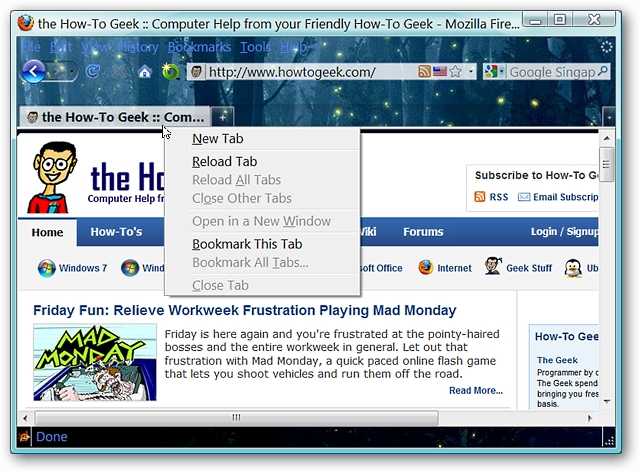 the How-To Geek :: Computer Help from your Friendly How-To Geek - Mozilla Fire...
File Edit View History Bookmarks Tools Help
http://www.howtogeek.com/
Google Singap
the How-To Geek :: Com...
New Tab
Reload Tab
Reload All Tabs
Close Other Tabs
Open in a New Window
Bookmark This Tab
Bookmark All Tabs...
Close Tab
the Ho
Computer Help f
Subscribe to How-To G
RSS Email Subscrip
Home How-To's Wiki Forums Login / Signup
Windows 7 Wind soft Office Internet Geek Stuff Ub
Friday Fun: Relieve Workweek Frustration Playing Mad Monday
MAD MONDAY
Friday is here again and you're frustrated at the pointy-haired
bosses and the entire workweek in general. Let out that
frustration with Mad Monday, a quick paced online flash game
that lets you shoot vehicles and run them off the road.
Read More...
How-To Gee
The Geek
Programmer by
The Geek spend
bringing you fres
basis.
Done